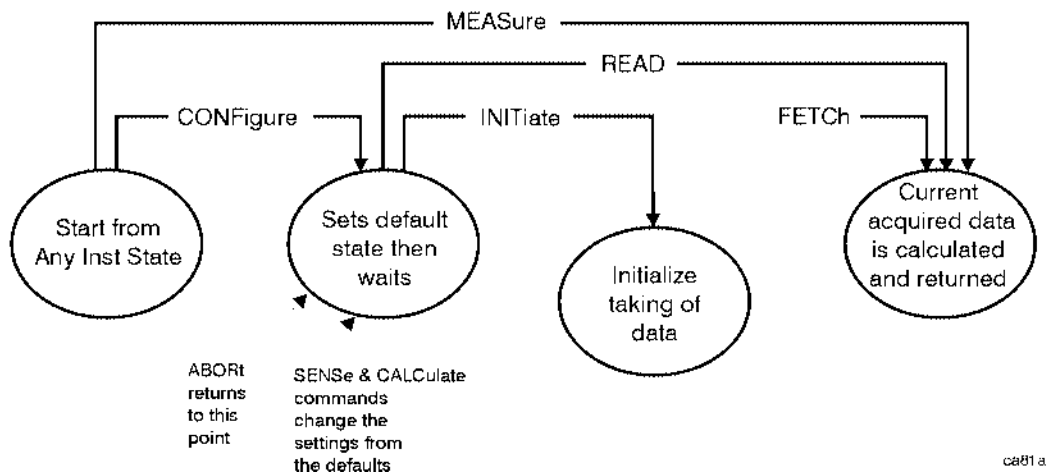 MEASure
READ
CONFigure
INITiate
FETCh
Start from
Any Inst State
Sets default
state then
waits
Initialize
taking of
data
Current
acquired data
is calculated
and returned
ABORt
returns
to this
point
SENSe & CALCulate
commands
change the
settings from
the defaults
ca81a